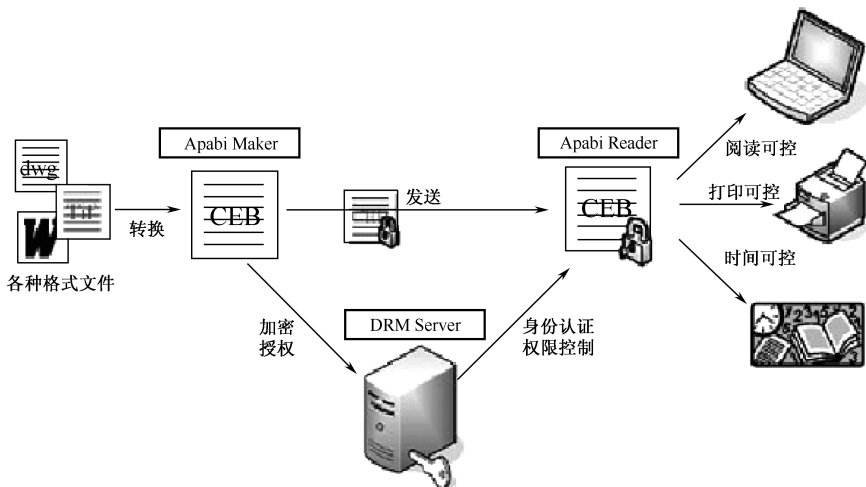 Apabi Maker
Apabi Reader
dwg
W
CEB
CEB
转换
发送
各种格式文件
阅读可控
打印可控
时间可控
加密
授权
DRM Server
身份认证
权限控制